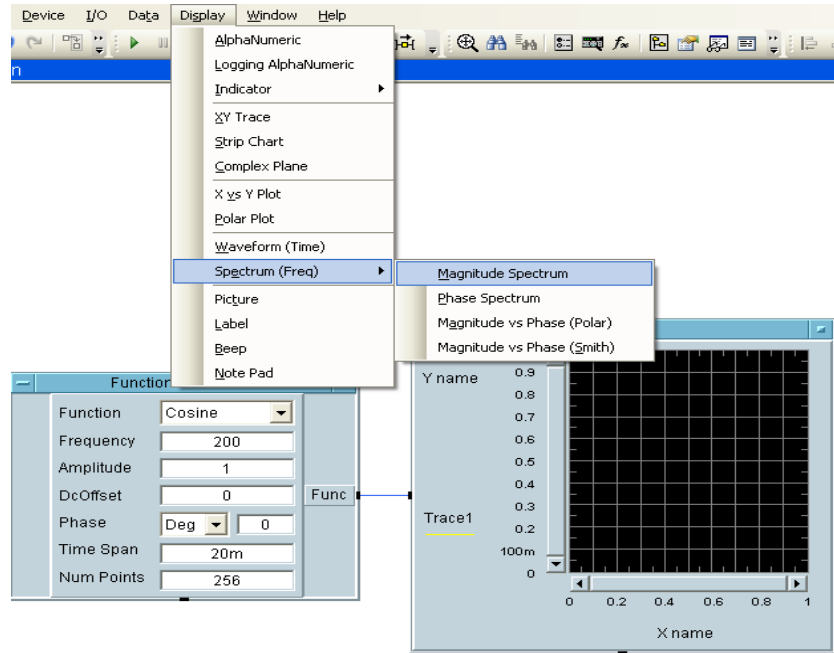 Device I/O Data Display Window Help
n
AlphaNumeric
Logging AlphaNumeric
Indicator
XY Trace
Strip Chart
Complex Plane
X vs Y Plot
Polar Plot
Waveform (Time)
Spectrum (Freq)
Magnitude Spectrum
Phase Spectrum
Magnitude vs Phase (Polar)
Magnitude vs Phase (Smith)
Picture
Label
Beep
Note Pad
Function Cosine
Frequency 200
Amplitude 1
DcOffset 0
Func
Phase Deg 0
Time Span 20m
Num Points 256
Y name
0.9
0.8
0.7
0.6
0.5
0.4
0.3
Trace1
0.2
100m
0
0 0.2 0.4 0.6 0.8 1
X name